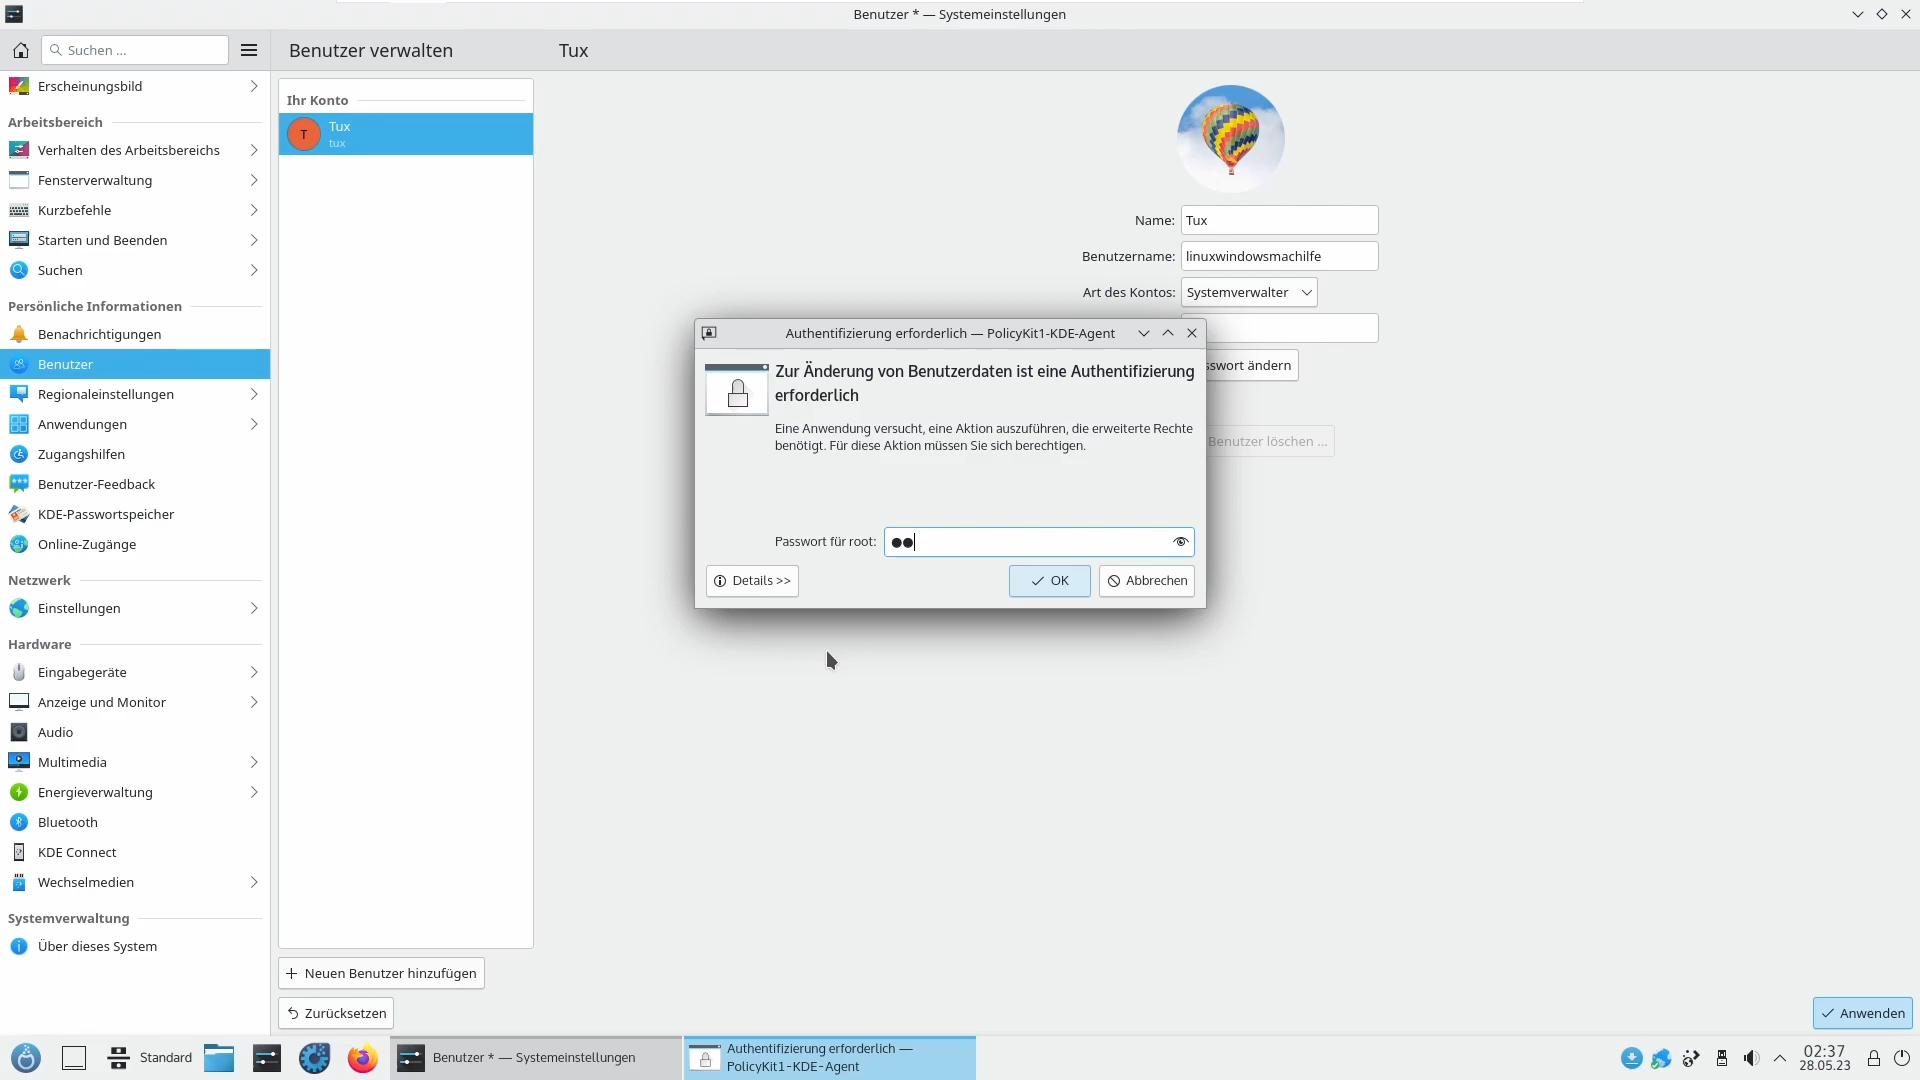 Benutzer * — Systemeinstellungen
Suchen ...
Benutzer verwalten
Tux
Erscheinungsbild
Arbeitsbereich
Verhalten des Arbeitsbereichs
Fensterverwaltung
Kurzbefehle
Starten und Beenden
Suchen
Persönliche Informationen
Benachrichtigungen
Benutzer
Regionaleinstellungen
Anwendungen
Zugangshilfen
Benutzer-Feedback
KDE-Passwortspeicher
Online-Zugänge
Netzwerk
Einstellungen
Hardware
Eingabegeräte
Anzeige und Monitor
Audio
Multimedia
Energieverwaltung
Bluetooth
KDE Connect
Wechselmedien
Systemverwaltung
Über dieses System
Ihr Konto
T
Tux
tux
Neuen Benutzer hinzufügen
Zurücksetzen
Name: Tux
Benutzername: linuxwindowsmachilfe
Art des Kontos: Systemverwalter
sswort ändern
Benutzer löschen ...
Authentifizierung erforderlich — PolicyKit1-KDE-Agent
Zur Änderung von Benutzerdaten ist eine Authentifizierung
erforderlich
Eine Anwendung versucht, eine Aktion auszuführen, die erweiterte Rechte
benötigt. Für diese Aktion müssen Sie sich berechtigen.
Passwort für root: ●●
Details >>
OK
Abbrechen
Anwenden
Standard
Benutzer * — Systemeinstellungen
Authentifizierung erforderlich —
PolicyKit1-KDE-Agent
02:37
28.05.23